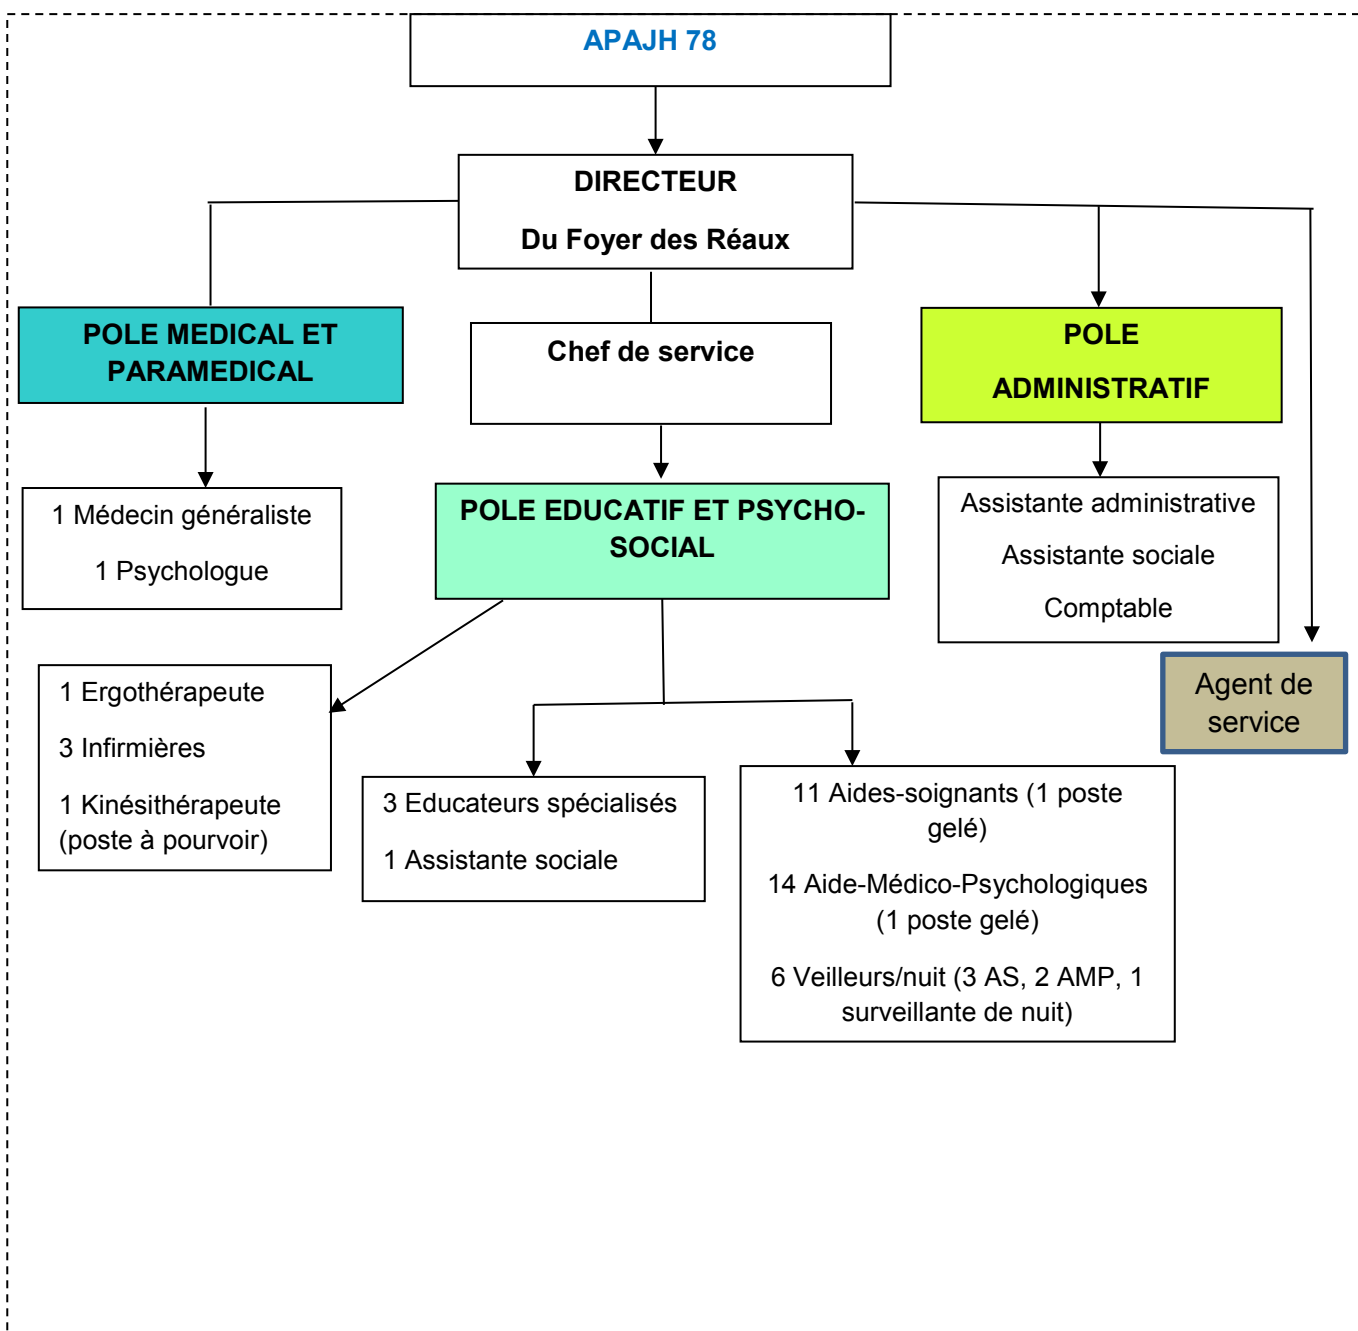 APAJH 78
DIRECTEUR
Du Foyer des Réaux
POLE MEDICAL ET
PARAMEDICAL
Chef de service
POLE
ADMINISTRATIF
1 Médecin généraliste
1 Psychologue
POLE EDUCATIF ET PSYCHO-
SOCIAL
Assistante administrative
Assistante sociale
Comptable
1 Ergothérapeute
3 Infirmières
1 Kinésithérapeute
(poste à pourvoir)
3 Educateurs spécialisés
1 Assistante sociale
11 Aides-soignants (1 poste
gelé)
14 Aide-Médico-Psychologiques
(1 poste gelé)
6 Veilleurs/nuit (3 AS, 2 AMP, 1
surveillante de nuit)
Agent de
service